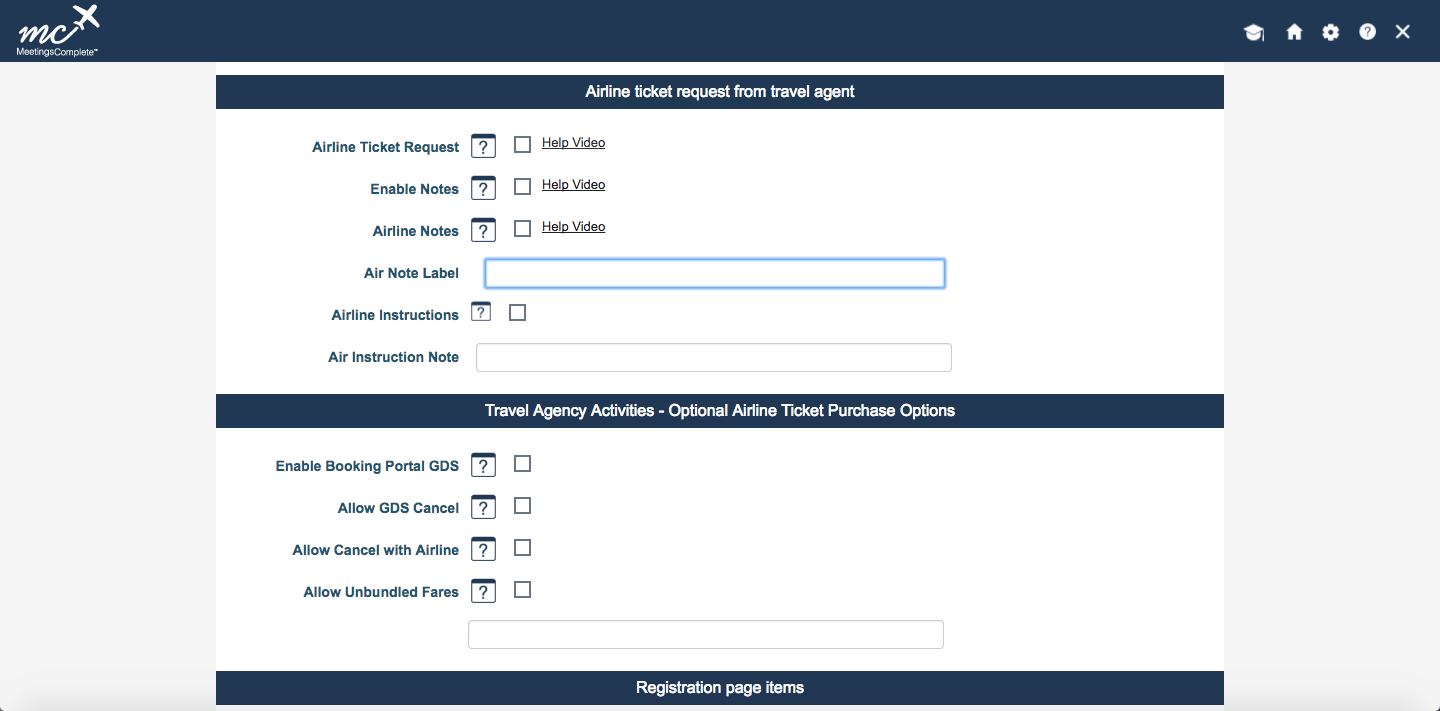 mc
MeetingsComplete™
Airline ticket request from travel agent
Airline Ticket Request ? Help Video
Enable Notes ? Help Video
Airline Notes ? Help Video
Air Note Label
Airline Instructions ?
Air Instruction Note
Travel Agency Activities - Optional Airline Ticket Purchase Options
Enable Booking Portal GDS ?
Allow GDS Cancel ?
Allow Cancel with Airline ?
Allow Unbundled Fares ?
Registration page items